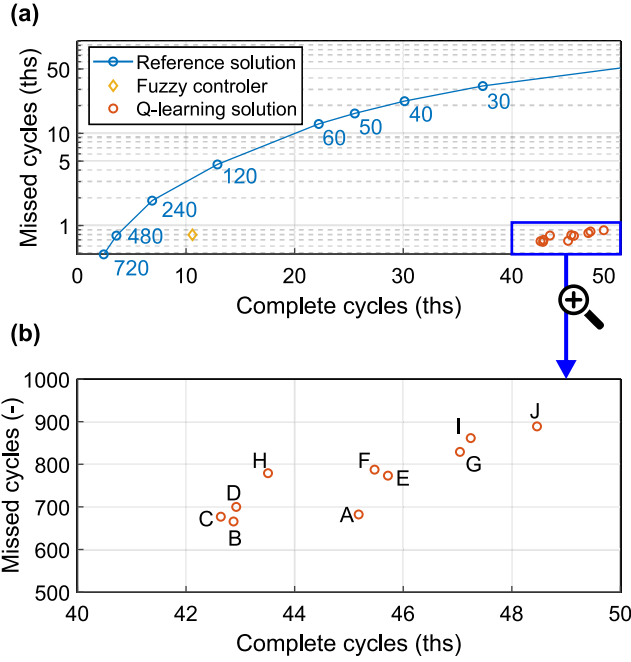 (a)
Reference solution
Fuzzy controler
Q-learning solution
Missed cycles (ths)
50
10
5
1
30
40
50
60
120
240
480
720
0 10 20 30 40 50
Complete cycles (ths)
(b)
Missed cycles (-)
1000
900
800
700
600
500
J
I
G
H
F
E
D
C
B
A
40 42 44 46 48 50
Complete cycles (ths)